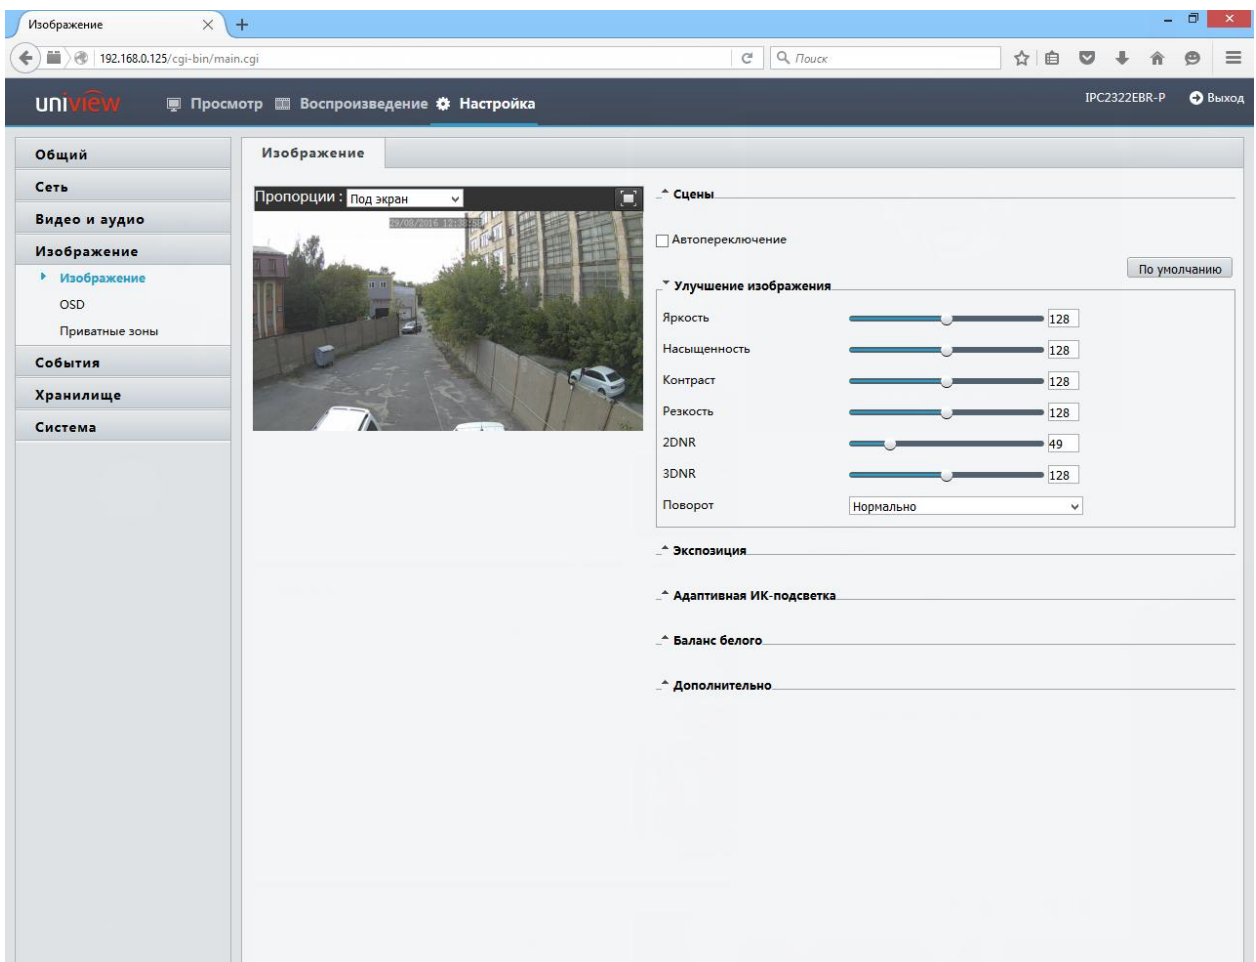 Изображение
192.168.0.125/cgi-bin/main.cgi
Поиск
uniview Просмотр Воспроизведение Настройка IPC2322EBR-P Выход
Общий
Сеть
Видео и аудио
Изображение
Изображение
OSD
Приватные зоны
События
Хранилище
Система
Изображение
Пропорции : Под экран
Сцены
Автопереключение
По умолчанию
Улучшение изображения
Яркость 128
Насыщенность 128
Контраст 128
Резкость 128
2DNR 49
3DNR 128
Поворот Нормально
Экспозиция
Адаптивная ИК-подсветка
Баланс белого
Дополнительно